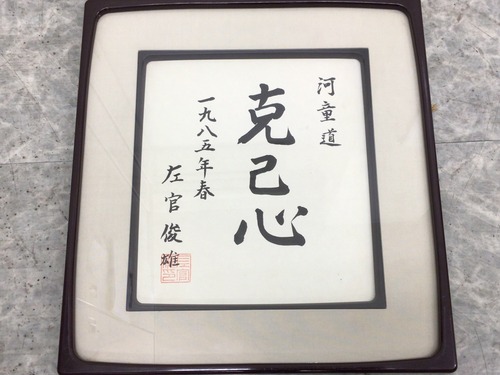 河童道
克己心
一九八五年春
左官俊雄